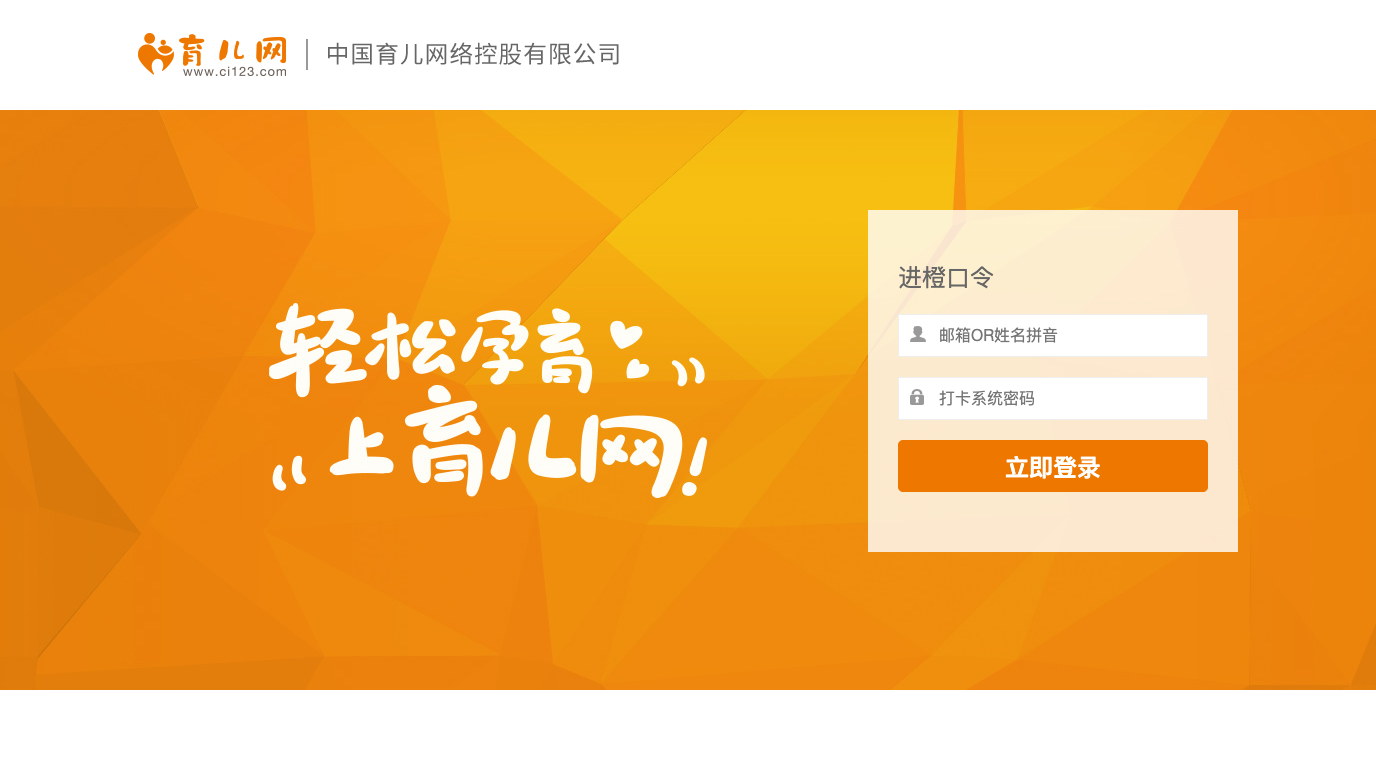 育儿网
www.ci123.com
中国育儿网络控股有限公司
进橙口令
邮箱OR姓名拼音
打卡系统密码
立即登录
轻松孕育
上育儿网!